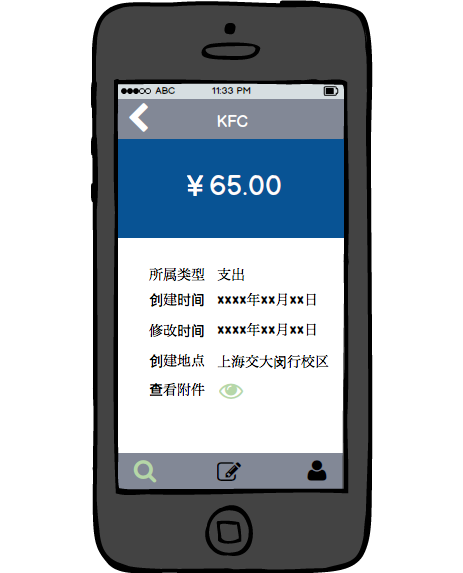 ABC 11:33 PM
KFC
¥ 65.00
所属类型 支出
创建时间 xxxx年xx月xx日
修改时间 xxxx年xx月xx日
创建地点 上海交大闵行校区
查看附件